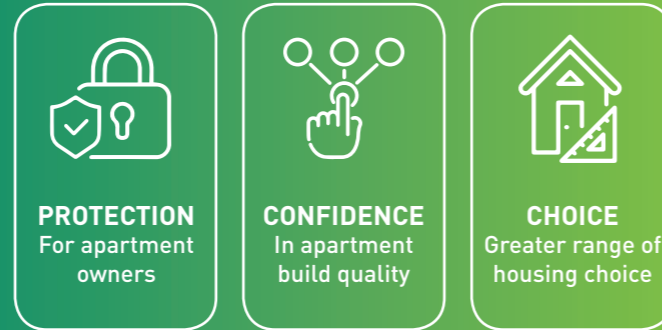 PROTECTION
For apartment
owners
CONFIDENCE
In apartment
build quality
CHOICE
Greater range of
housing choice